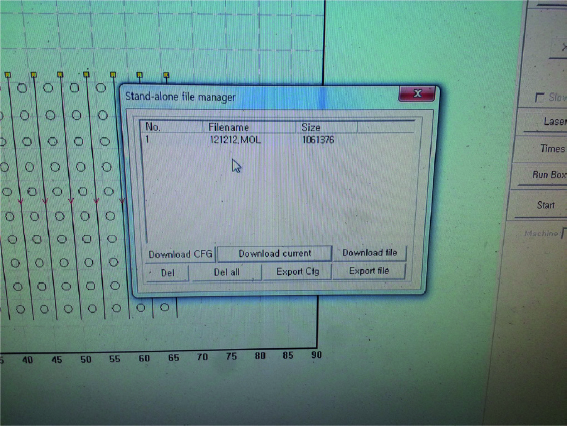 Stand-alone file manager
X
No. Filename Size
1 121212.MOL 1061376
Download CFG Download current Download file
Del Del all Export Cfg Export file
Slow
Laser
Times
Run Box
Start
Machine
40 45 50 55 60 65 70 75 80 85 90